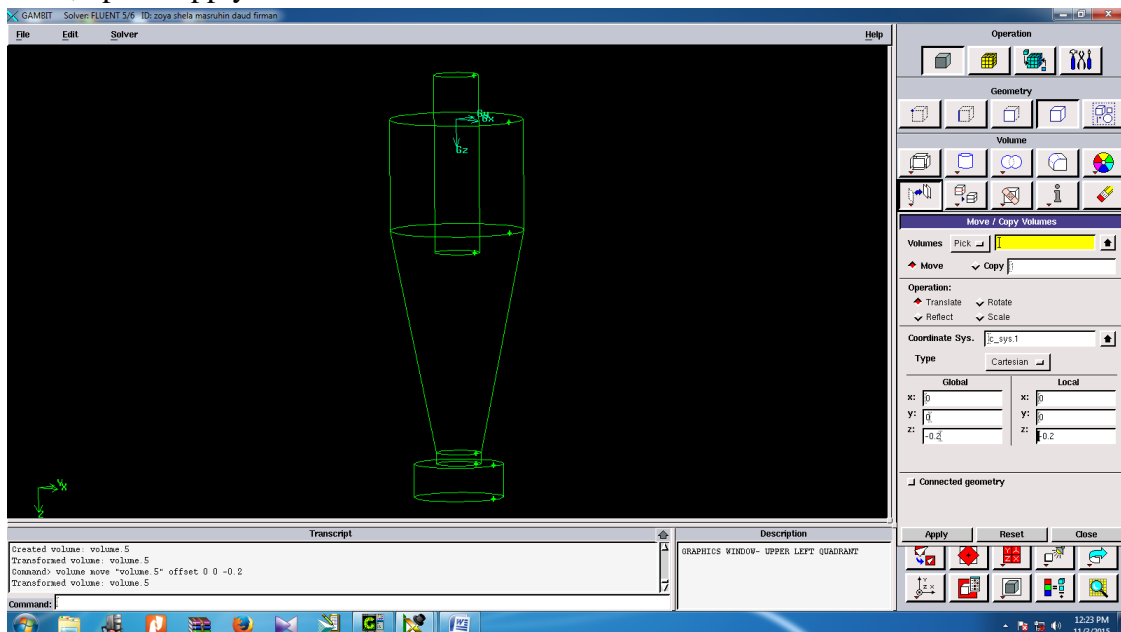 GAMBIT Solver: FLUENT 5/6 ID: zoya shela masruhin daud firman
File Edit Solver Help
Operation
Geometry
Volume
Move / Copy Volumes
Volumes Pick
Move Copy
Operation:
Translate Rotate
Reflect Scale
Coordinate Sys. c_sys.1
Type Cartesian
Global Local
x: 0 x: 0
y: 0 y: 0
z: -0.2 z: -0.2
Connected geometry
Apply Reset Close
Gz
x
z
Transcript
Created volume: volume.5
Transformed volume: volume.5
Command> volume move "volume.5" offset 0 0 -0.2
Transformed volume: volume.5
Command:
Description
GRAPHICS WINDOW- UPPER LEFT QUADRANT
12:23 PM